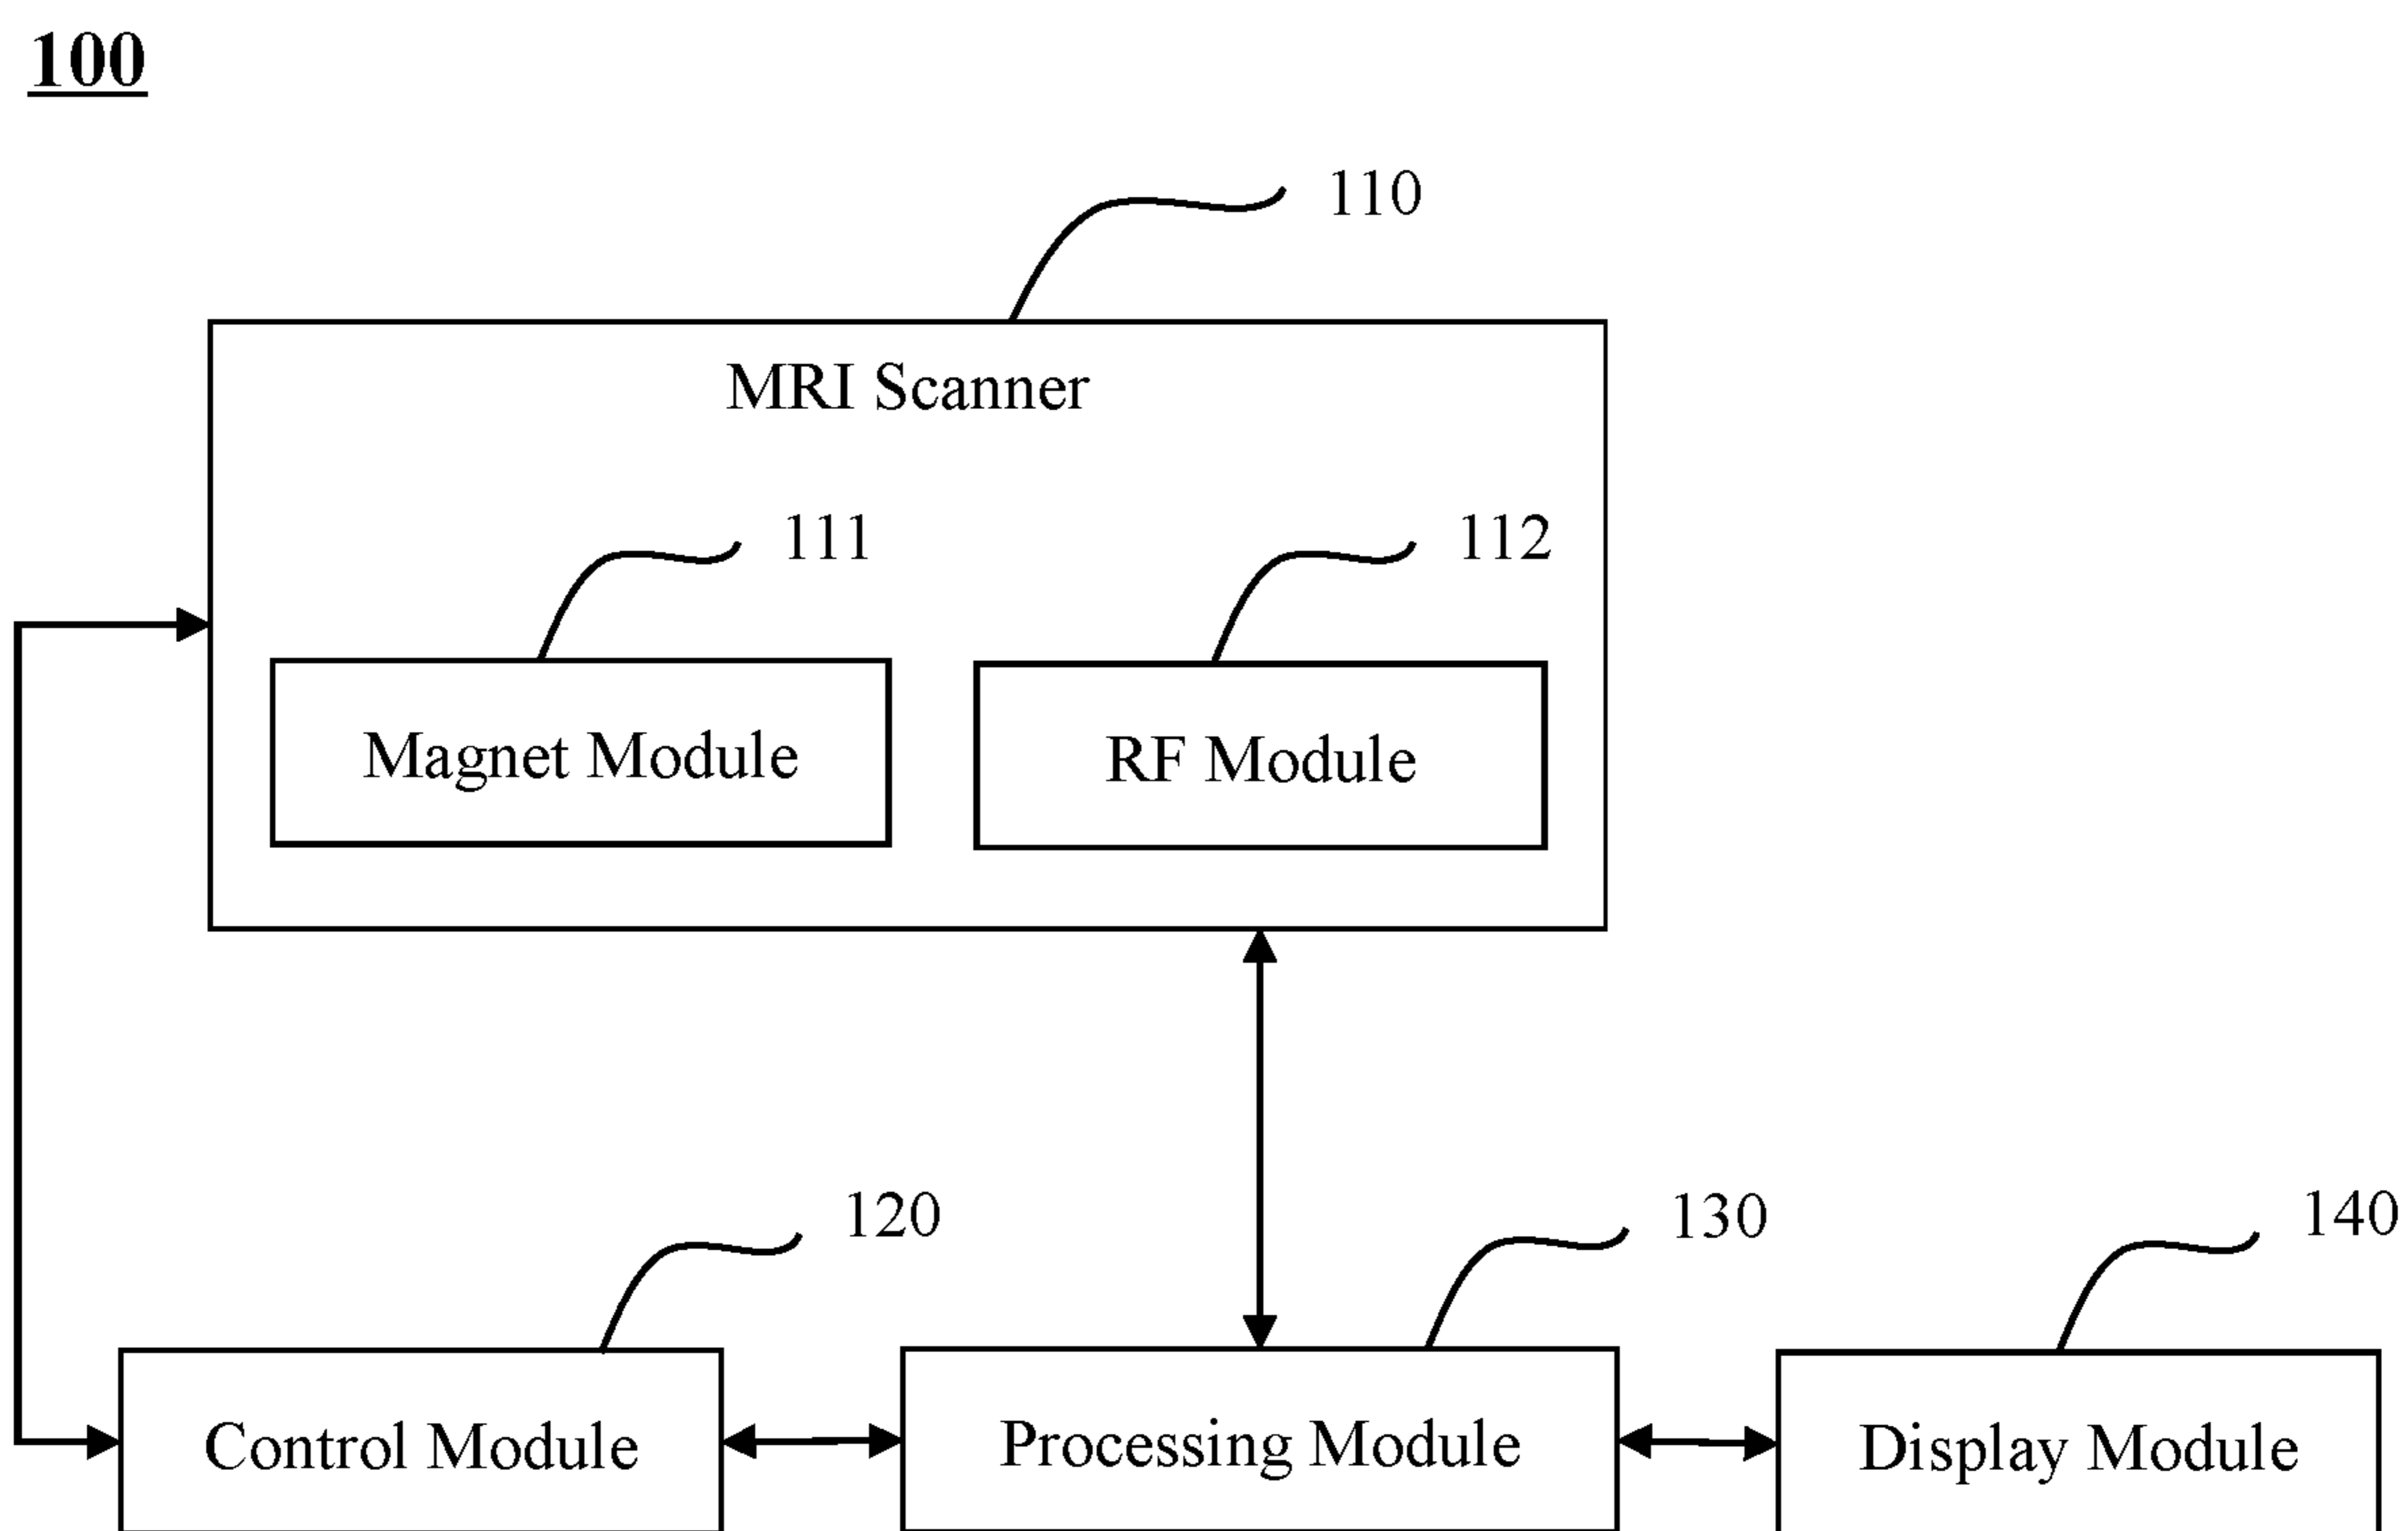 100
110
MRI Scanner
111
112
Magnet Module
RF Module
120
130
140
Control Module
Processing Module
Display Module